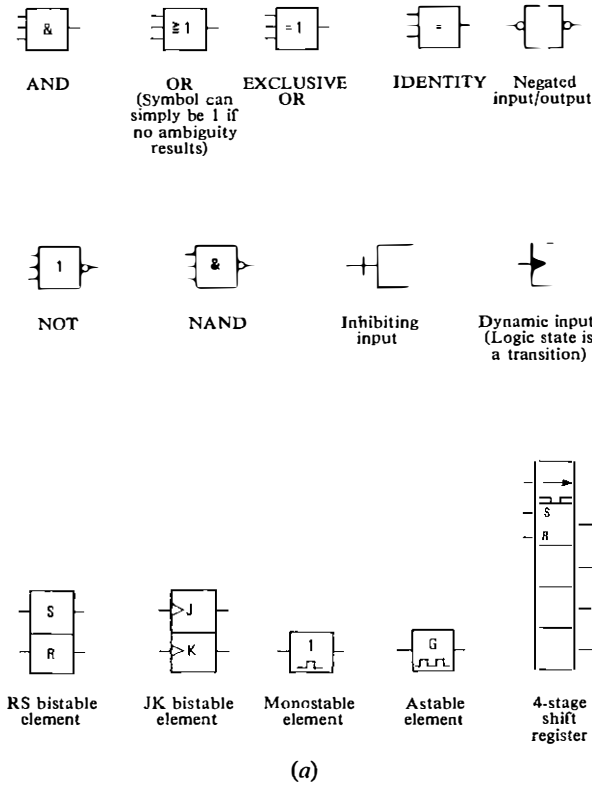 &
≧ 1
= 1
=
AND
OR
(Symbol can
simply be 1 if
no ambiguity
results)
EXCLUSIVE
OR
IDENTITY
Negated
input/output
1
&
NOT
NAND
Inhibiting
input
Dynamic input
(Logic state is
a transition)
S
R
J
K
1
G
S
R
RS bistable
element
JK bistable
element
Monostable
element
Astable
element
4-stage
shift
register
(a)